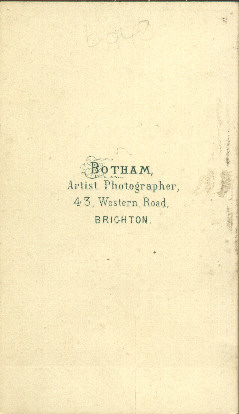 BOTHAM,
Artist Photographer,
43, Western Road,
BRIGHTON.